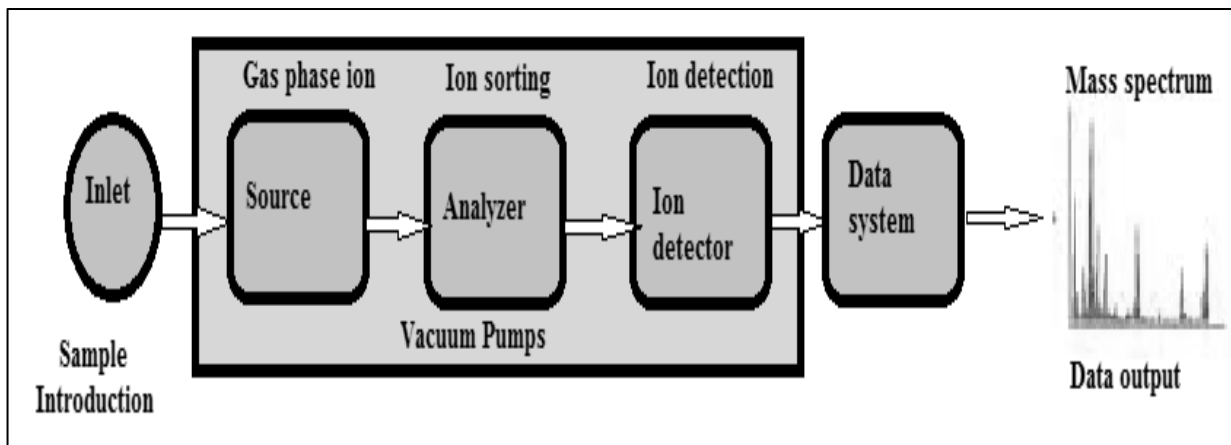 Gas phase ion
Ion sorting
Ion detection
Mass spectrum
Inlet
Source
Analyzer
Ion
detector
Data
system
Vacuum Pumps
Sample
Introduction
Data output